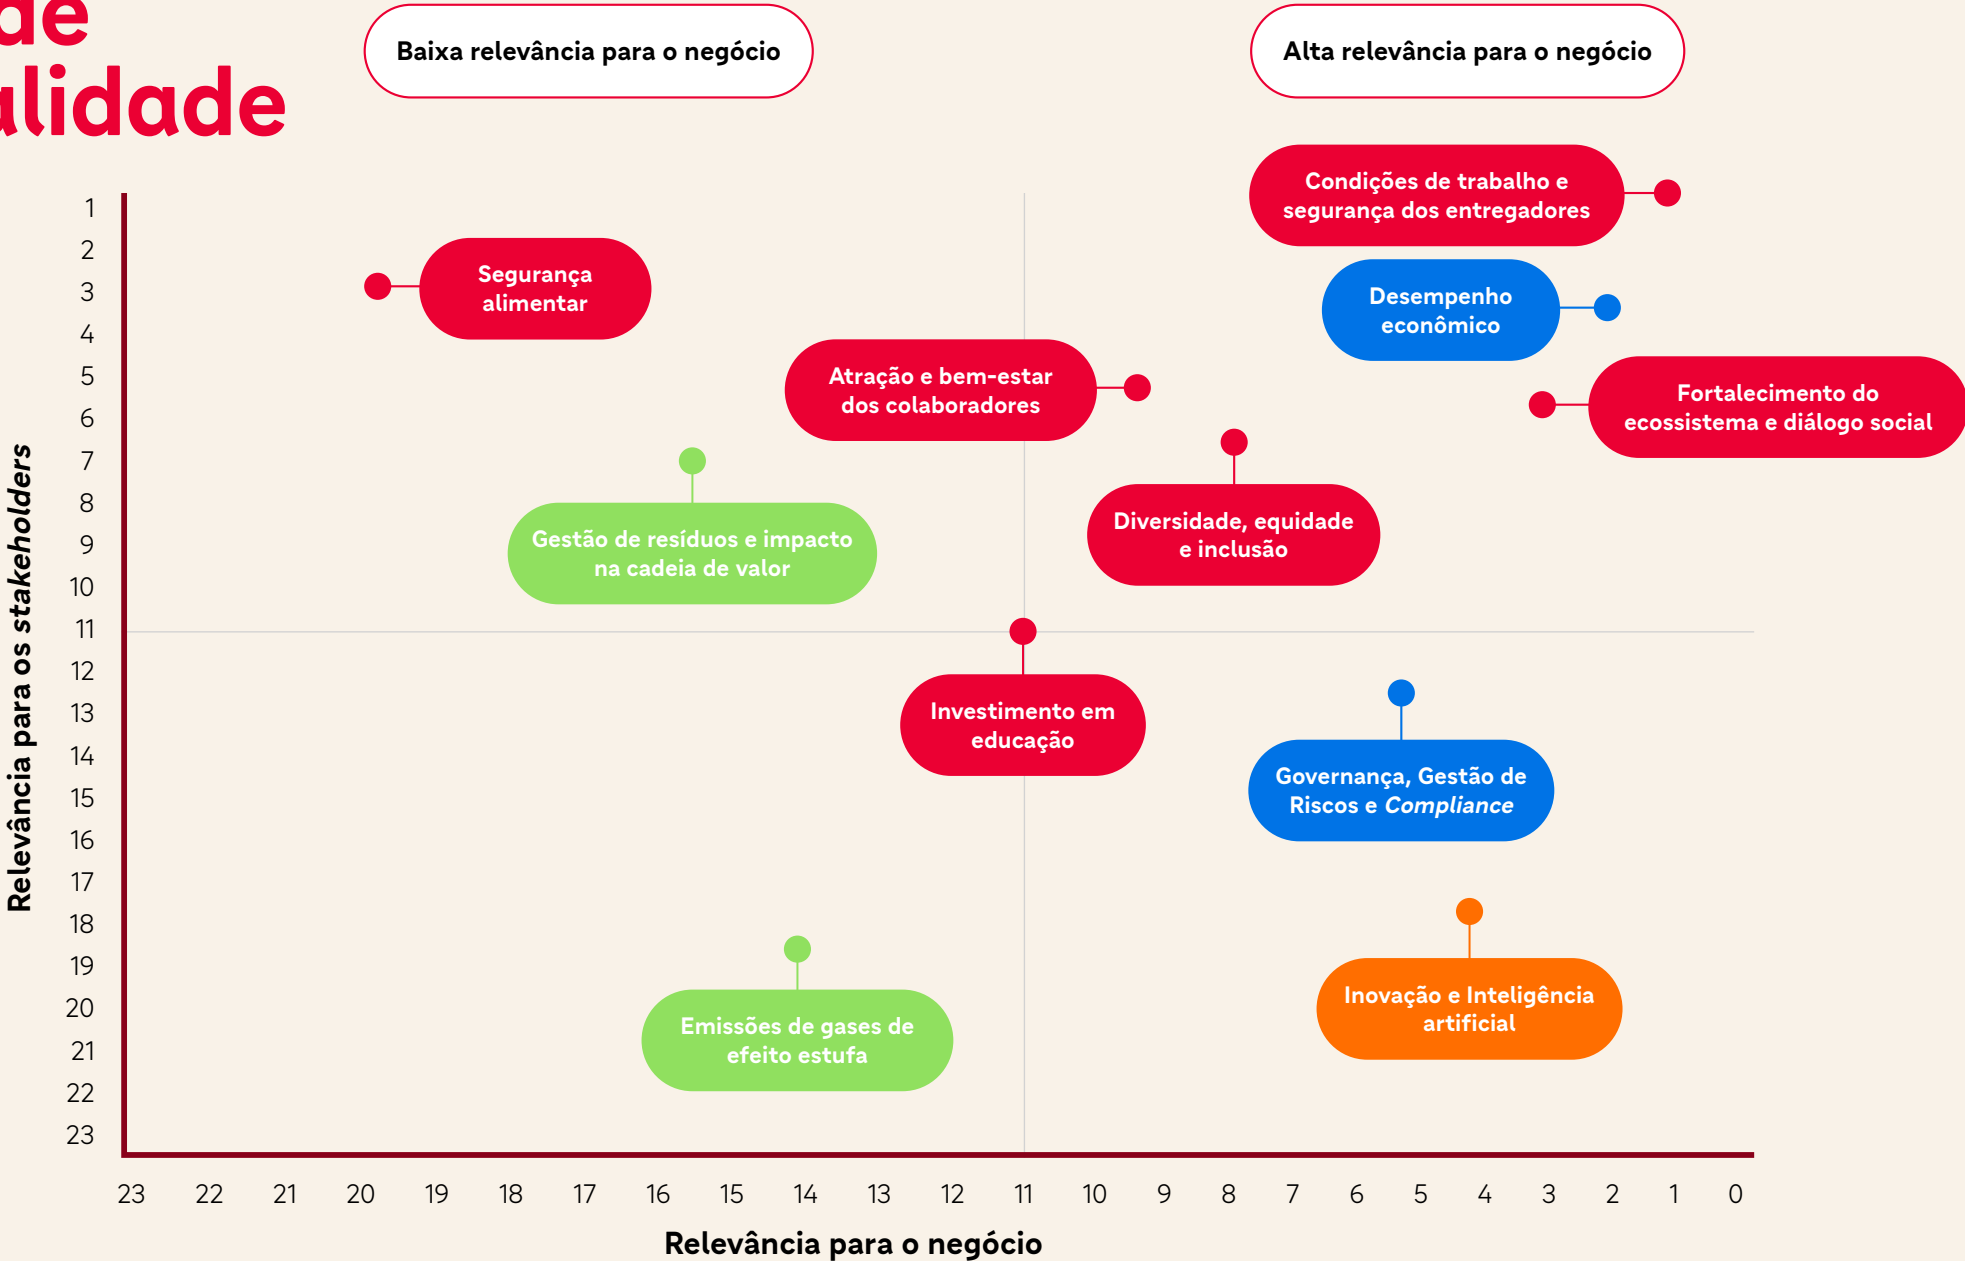 de
alidade
Baixa relevância para o negócio
Alta relevância para o negócio
Condições de trabalho e
segurança dos entregadores
Segurança
alimentar
Desempenho
econômico
Atração e bem-estar
dos colaboradores
Fortalecimento do
ecossistema e diálogo social
Gestão de resíduos e impacto
na cadeia de valor
Diversidade, equidade
e inclusão
Investimento em
educação
Governança, Gestão de
Riscos e Compliance
Inovação e Inteligência
artificial
Emissões de gases de
efeito estufa
Relevância para os stakeholders
1
2
3
4
5
6
7
8
9
10
11
12
13
14
15
16
17
18
19
20
21
22
23
23 22 21 20 19 18 17 16 15 14 13 12 11 10 9 8 7 6 5 4 3 2 1 0
Relevância para o negócio